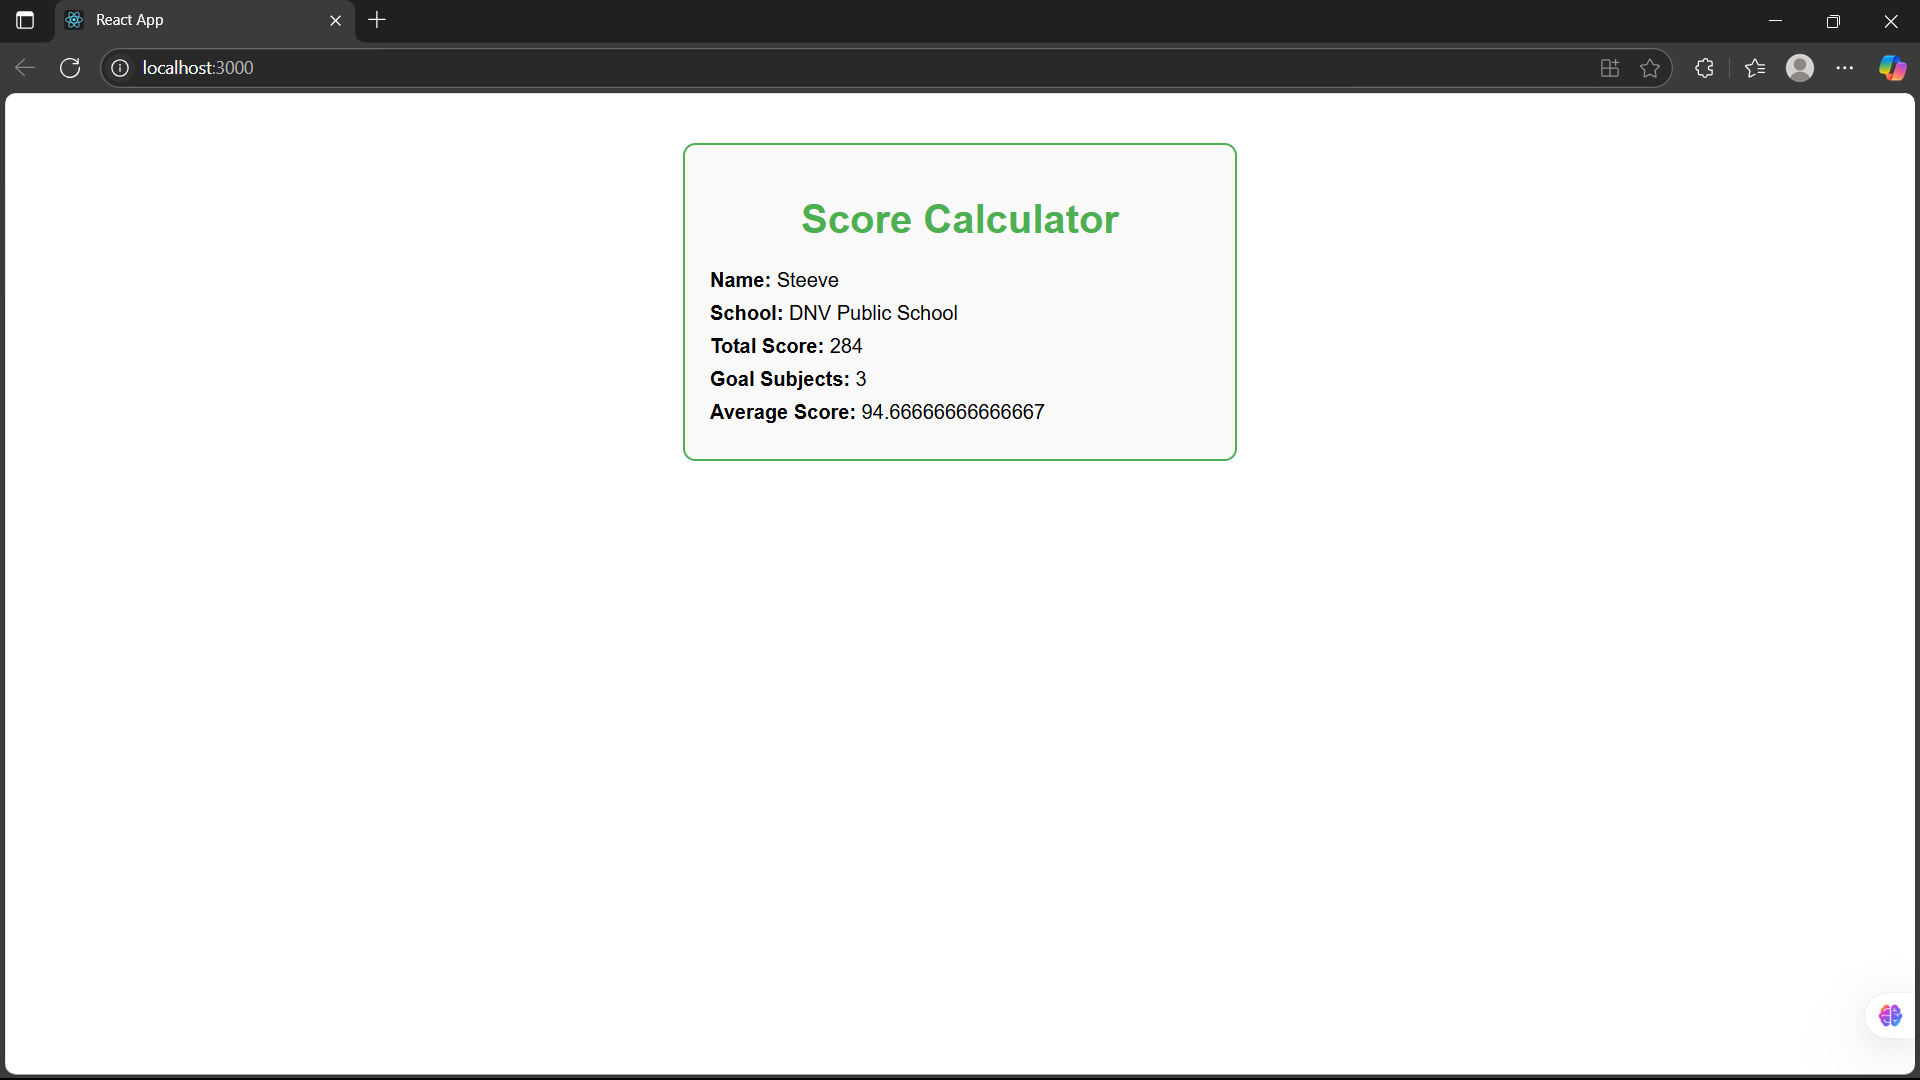 React App
localhost:3000
Score Calculator
Name: Steeve
School: DNV Public School
Total Score: 284
Goal Subjects: 3
Average Score: 94.66666666666667